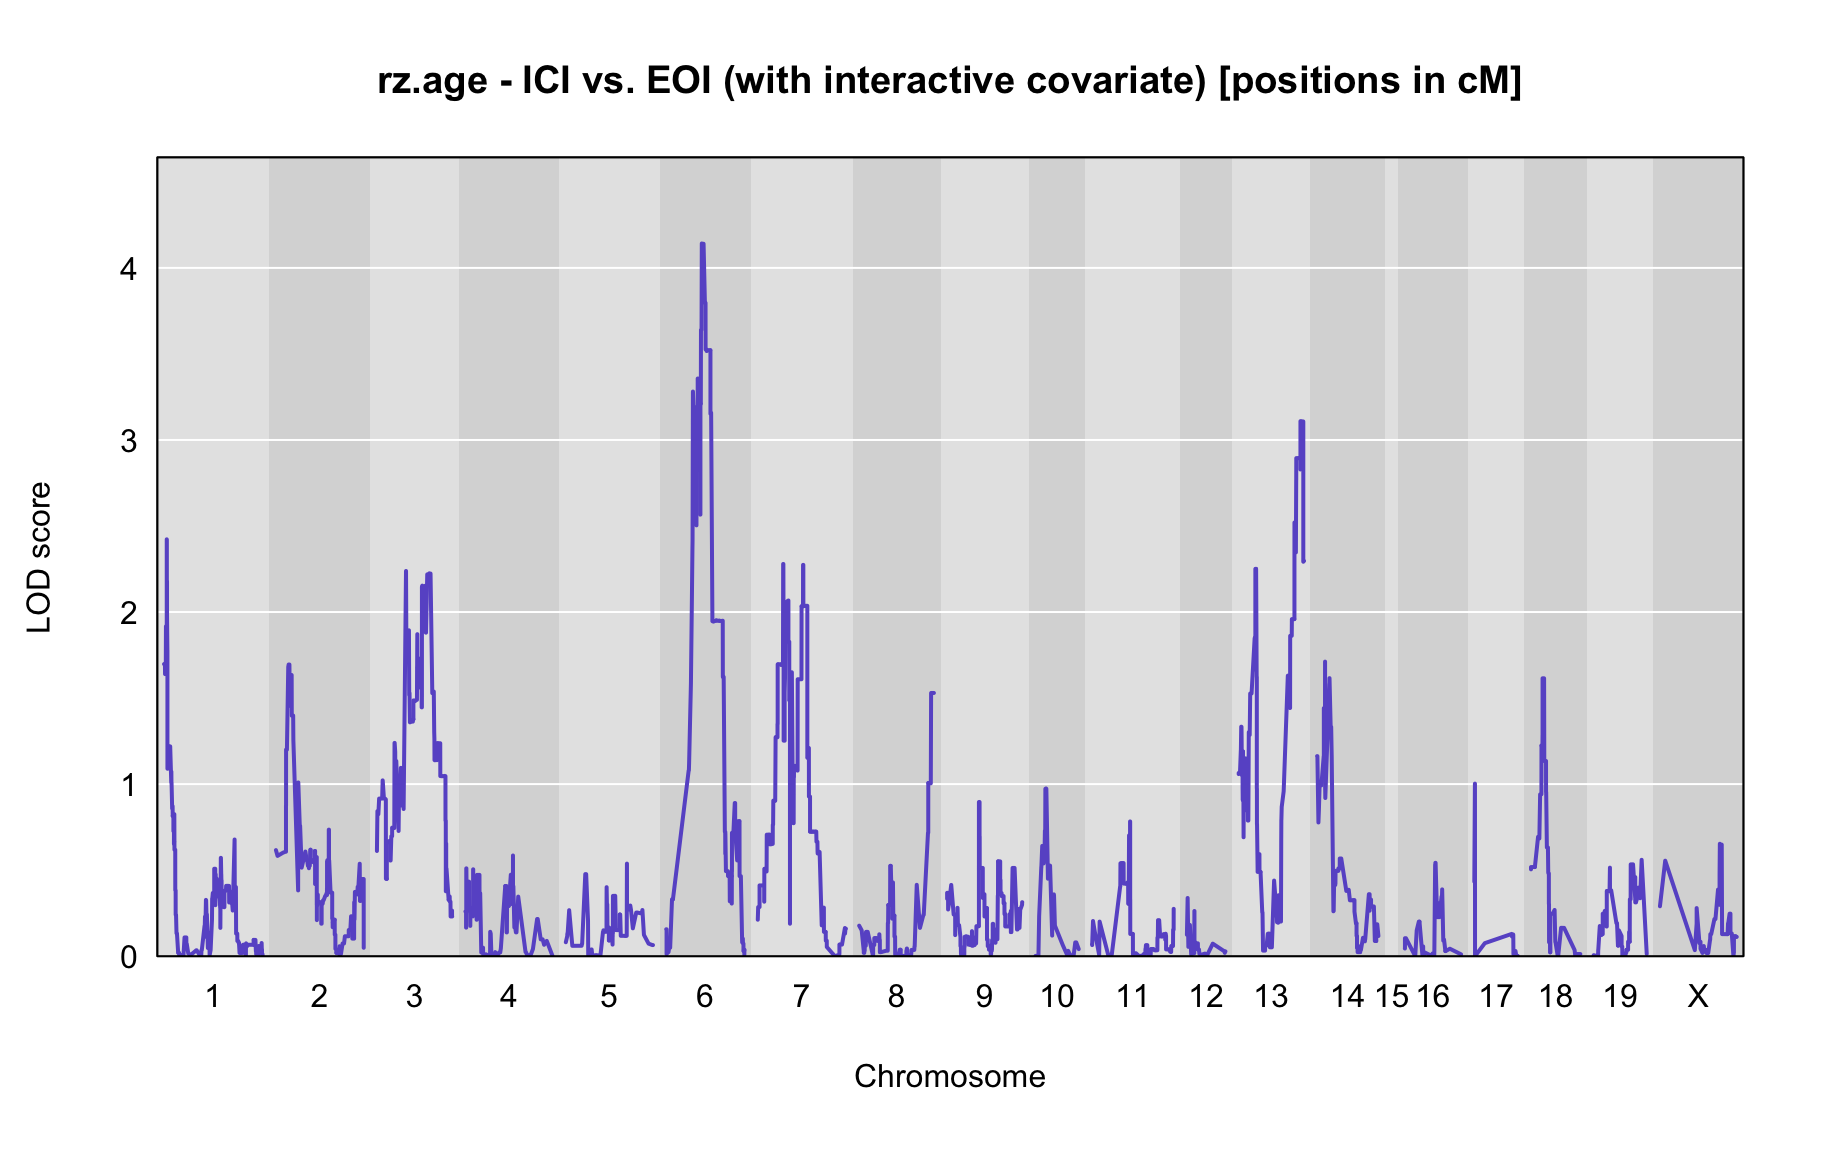 rz.age - ICI vs. EOI (with interactive covariate) [positions in cM]
4
3
2
1
0
LOD score
1 2 3 4 5 6 7 8 9 10 11 12 13 14 15 16 17 18 19 X
Chromosome